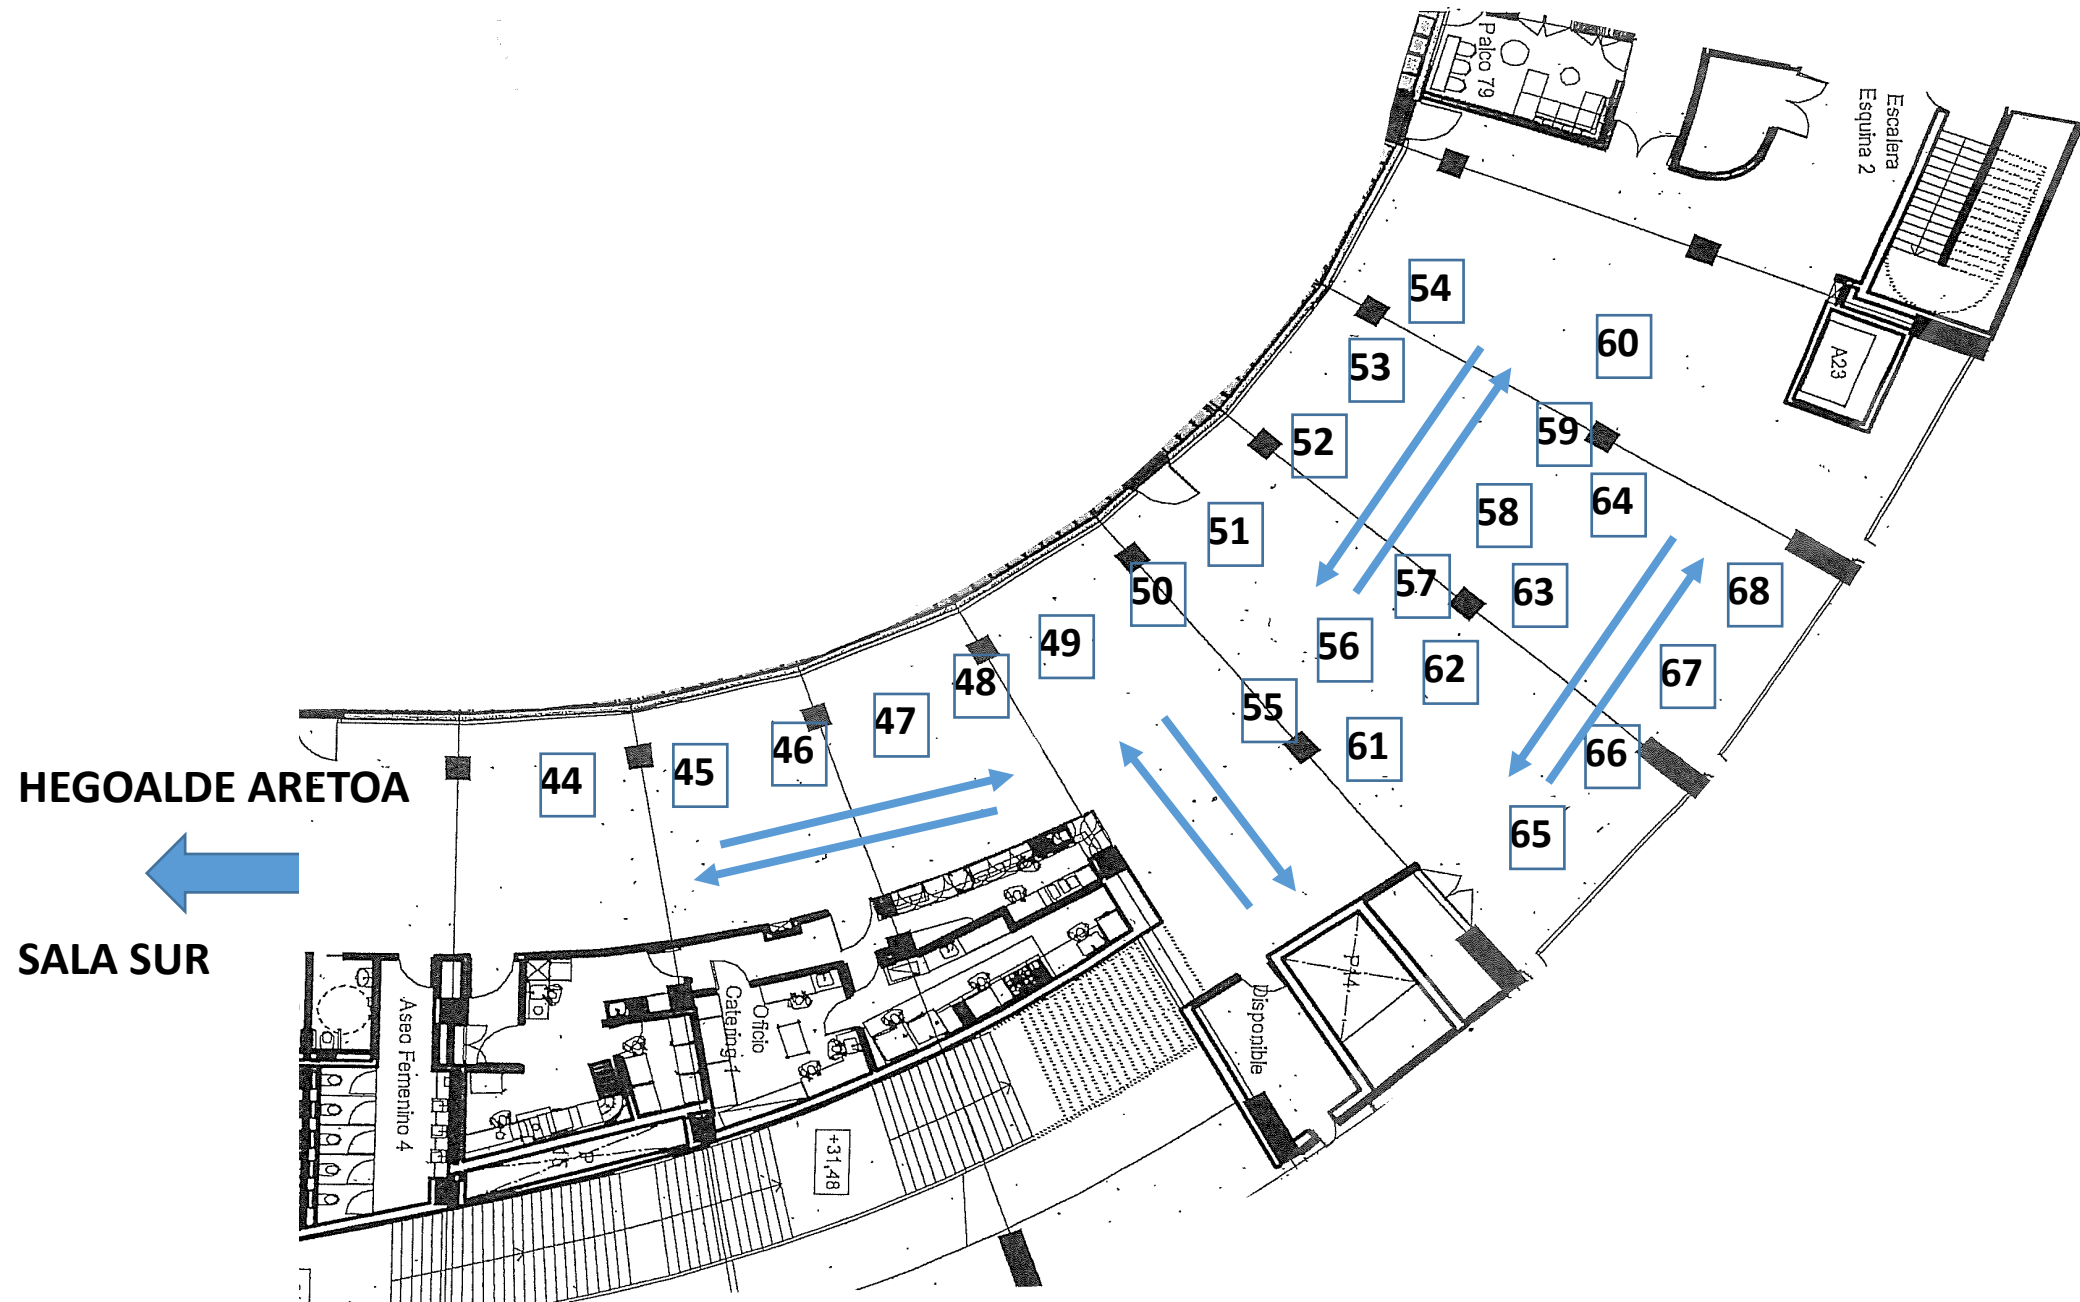 Palco 79
Escalera
Esquina 2
54
60
53
A23
59
52
64
58
51
57
63
68
50
56
49
62
67
48
55
47
61
66
46
45
44
HEGOALDE ARETOA
65
SALA SUR
P14
Disponible
Aseo Femenino 4
Oficio
Catering 1
+31,48